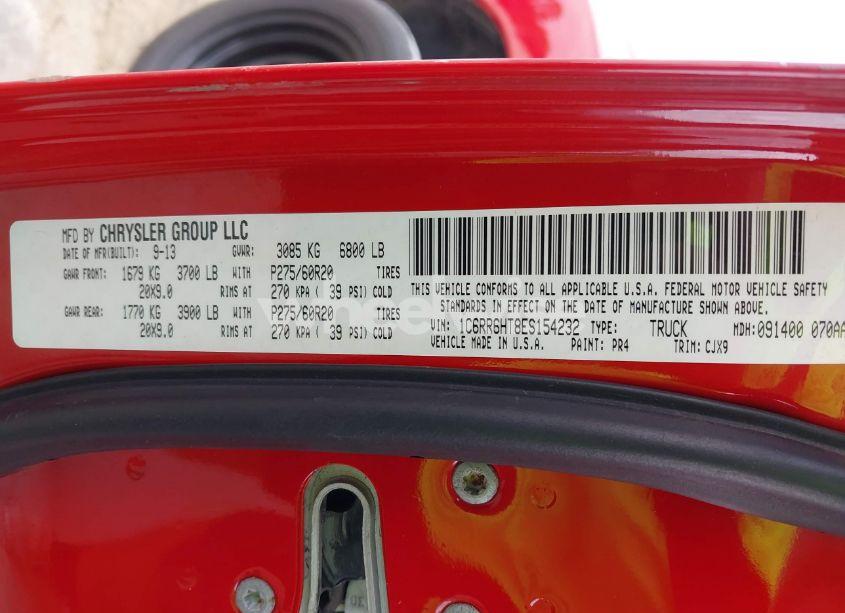 MFD BY CHRYSLER GROUP LLC
DATE OF MFR(BUILT): 9-13 GVWR: 3085 KG 6800 LB
GAWR FRONT: 1679 KG 3700 LB WITH P275/60R20 TIRES
20X9.0 RIMS AT 270 KPA ( 39 PSI) COLD
GAWR REAR: 1770 KG 3900 LB WITH P275/60R20 TIRES
20X9.0 RIMS AT 270 KPA ( 39 PSI) COLD
THIS VEHICLE CONFORMS TO ALL APPLICABLE U.S.A. FEDERAL MOTOR VEHICLE SAFETY
STANDARDS IN EFFECT ON THE DATE OF MANUFACTURE SHOWN ABOVE.
VIN: 1C6RR6HT8ES154232 TYPE: TRUCK MDH: 091400 070AA
VEHICLE MADE IN U.S.A. PAINT: PR4 TRIM: CJX9